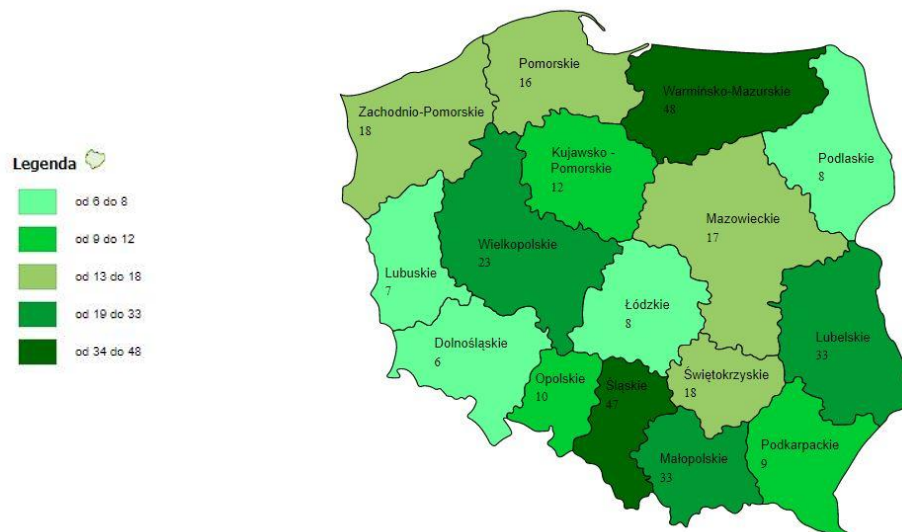 Legenda
od 6 do 8
od 9 do 12
od 13 do 18
od 19 do 33
od 34 do 48
Pomorskie
16
Warmińsko-Mazurskie
48
Zachodnio-Pomorskie
18
Kujawsko -
Pomorskie
12
Podlaskie
8
Mazowieckie
17
Wielkopolskie
23
Lubuskie
7
Łódzkie
8
Lubelskie
33
Dolnośląskie
6
Opolskie
10
Śląskie
47
Świętokrzyskie
18
Małopolskie
33
Podkarpackie
9